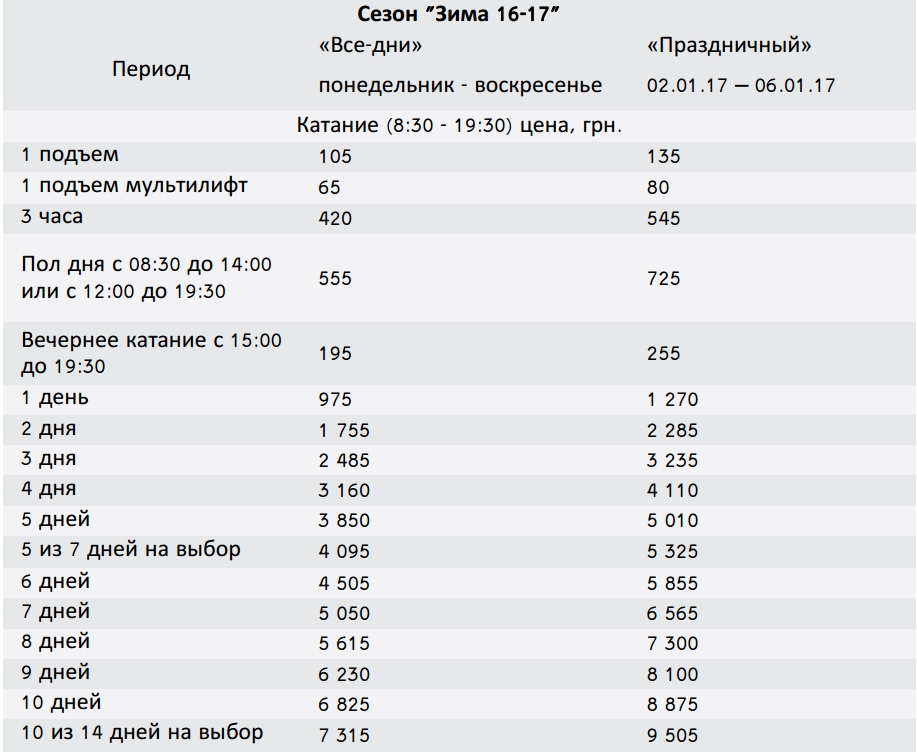 Сезон "Зима 16-17"
Период
«Все-дни»
«Праздничный»
понедельник - воскресенье
02.01.17 — 06.01.17
Катание (8:30 - 19:30) цена, грн.
1 подъем 105 135
1 подъем мультилифт 65 80
3 часа 420 545
Пол дня с 08:30 до 14:00
или с 12:00 до 19:30
555 725
Вечернее катание с 15:00
до 19:30
195 255
1 день 975 1 270
2 дня 1 755 2 285
3 дня 2 485 3 235
4 дня 3 160 4 110
5 дней 3 850 5 010
5 из 7 дней на выбор 4 095 5 325
6 дней 4 505 5 855
7 дней 5 050 6 565
8 дней 5 615 7 300
9 дней 6 230 8 100
10 дней 6 825 8 875
10 из 14 дней на выбор 7 315 9 505